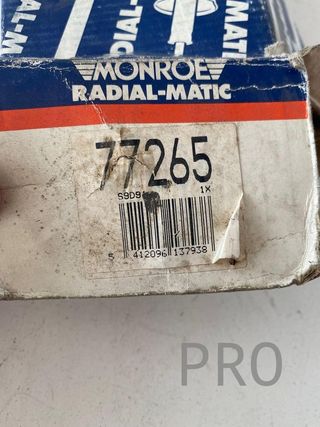 MONROE
RADIAL-MATIC
77265
1X
5 412096 137938
PRO